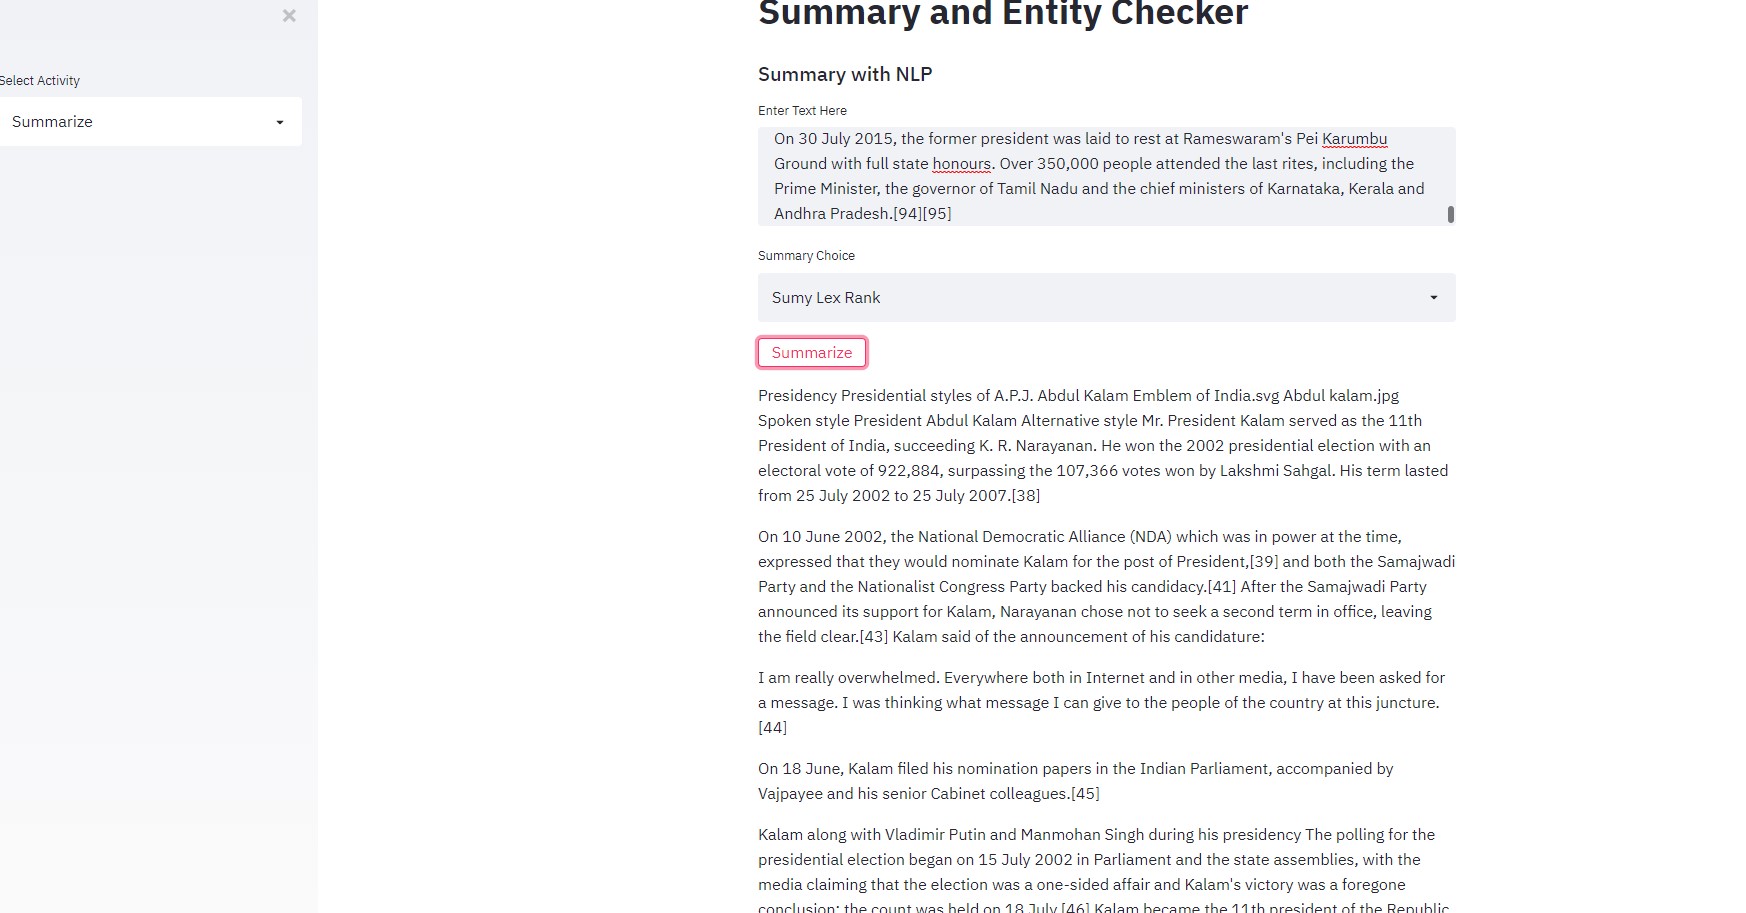 Summary and Entity Checker
×
Select Activity
Summarize
Summary with NLP
Enter Text Here
On 30 July 2015, the former president was laid to rest at Rameswaram's Pei Karumbu
Ground with full state honours. Over 350,000 people attended the last rites, including the
Prime Minister, the governor of Tamil Nadu and the chief ministers of Karnataka, Kerala and
Andhra Pradesh.[94][95]
Summary Choice
Sumy Lex Rank
Summarize
Presidency Presidential styles of A.P.J. Abdul Kalam Emblem of India.svg Abdul kalam.jpg
Spoken style President Abdul Kalam Alternative style Mr. President Kalam served as the 11th
President of India, succeeding K. R. Narayanan. He won the 2002 presidential election with an
electoral vote of 922,884, surpassing the 107,366 votes won by Lakshmi Sahgal. His term lasted
from 25 July 2002 to 25 July 2007.[38]
On 10 June 2002, the National Democratic Alliance (NDA) which was in power at the time,
expressed that they would nominate Kalam for the post of President,[39] and both the Samajwadi
Party and the Nationalist Congress Party backed his candidacy.[41] After the Samajwadi Party
announced its support for Kalam, Narayanan chose not to seek a second term in office, leaving
the field clear.[43] Kalam said of the announcement of his candidature:
I am really overwhelmed. Everywhere both in Internet and in other media, I have been asked for
a message. I was thinking what message I can give to the people of the country at this juncture.
[44]
On 18 June, Kalam filed his nomination papers in the Indian Parliament, accompanied by
Vajpayee and his senior Cabinet colleagues.[45]
Kalam along with Vladimir Putin and Manmohan Singh during his presidency The polling for the
presidential election began on 15 July 2002 in Parliament and the state assemblies, with the
media claiming that the election was a one-sided affair and Kalam's victory was a foregone
conclusion; the count was held on 18 July.[46] Kalam became the 11th president of the Republic